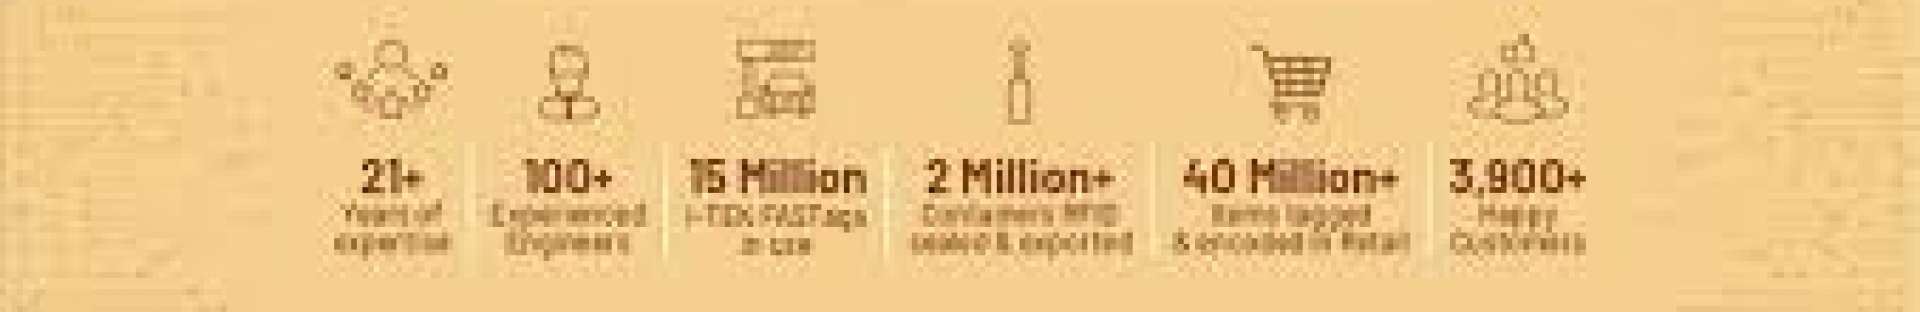 21+
Years of
expertise
100+
Experienced
Engineers
15 Million
i-TEK FASTags
in use
2 Million+
Containers RFID
sealed & exported
40 Million+
Items tagged
& encoded in Retail
3,900+
Happy
Customers